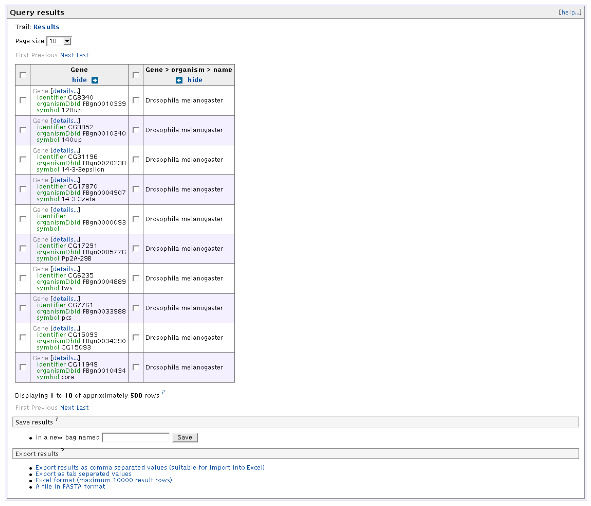 Query results
[help..]
Trail: Results
Page size 10
First Previous Next Last
Gene
Gene > organism > name
hide
hide
Gene [details...]
identifier CG8340
organismDbId FBgn0010339
symbol 128up
Drosophila melanogaster
Gene [details...]
identifier CG9852
organismDbId FBgn0010340
symbol 140up
Drosophila melanogaster
Gene [details...]
identifier CG31196
organismDbId
symbol 14-3-3epsilon
Drosophila melanogaster
Gene [details...]
identifier CG17870
organismDbId FBgn0004907
symbol 14-3-3zeta
Drosophila melanogaster
Gene [details...]
identifier
organismDbId
symbol
Drosophila melanogaster
Gene [details...]
identifier CG17291
organismDbId
symbol Pp2A-29B
Drosophila melanogaster
Gene [details...]
identifier CG6235
organismDbId FBgn0004889
symbol tws
Drosophila melanogaster
Gene [details...]
identifier CG7761
organismDbId FBgn0033988
symbol pcs
Drosophila melanogaster
Gene [details...]
identifier CG15093
organismDbId
symbol CG15093
Drosophila melanogaster
Gene [details...]
identifier CG11949
organismDbId FBgn0010434
symbol cora
Drosophila melanogaster
Displaying 1 to 10 of approximately 500 rows ?
First Previous Next Last
Save results ?
In a new bag named
Save
Export results ?
Export results as comma separated values (suitable for import into Excel)
Export as tab separated values
Excel format (maximum 10000 result rows)
A file in FASTA format